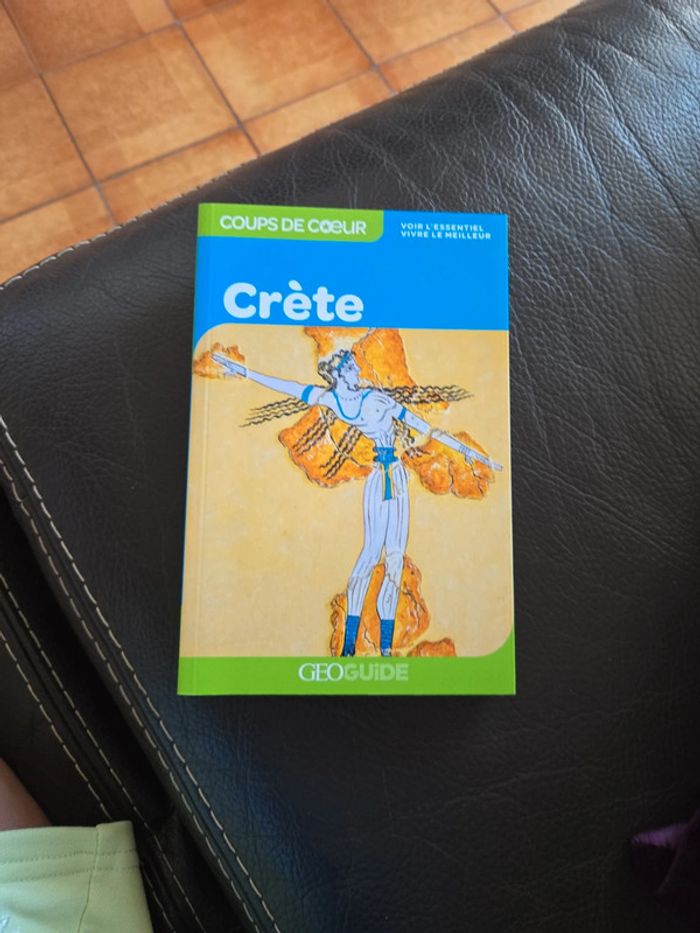 COUPS DE CŒUR
VOIR L'ESSENTIEL
VIVRE LE MEILLEUR
Crète
GEOGUIDE